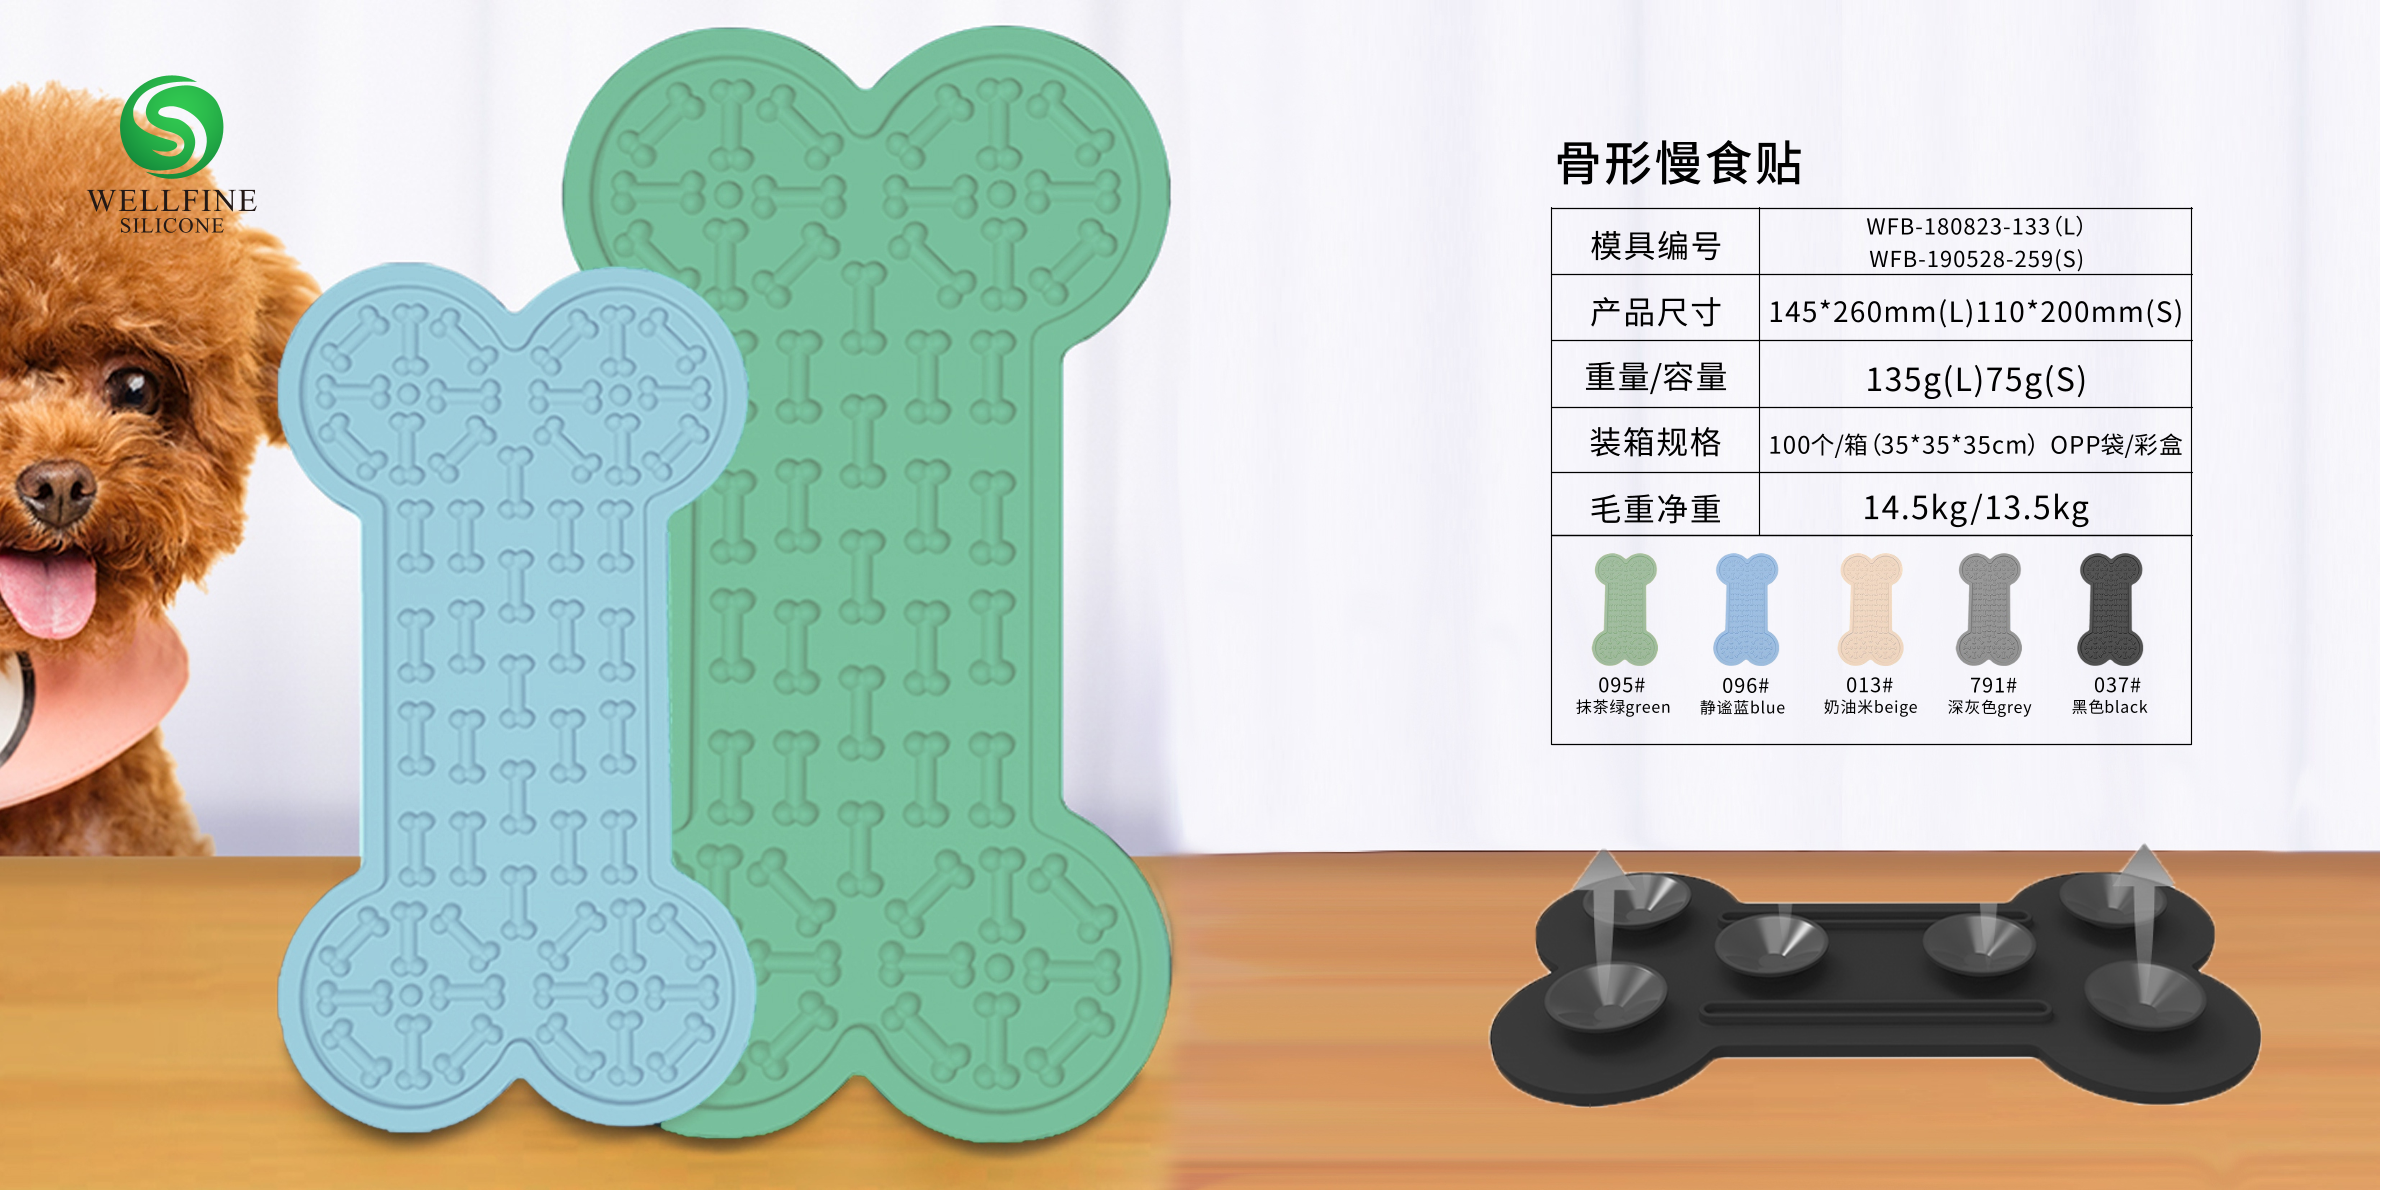 WELLFINE
SILICONE
骨形慢食贴
模具编号
WFB-180823-133（L）
WFB-190528-259(S)
产品尺寸
145*260mm(L)110*200mm(S)
重量/容量
135g(L)75g(S)
装箱规格
100个/箱（35*35*35cm）OPP袋/彩盒
毛重净重
14.5kg/13.5kg
095#
抹茶绿green
096#
静谧蓝blue
013#
奶油米beige
791#
深灰色grey
037#
黑色black